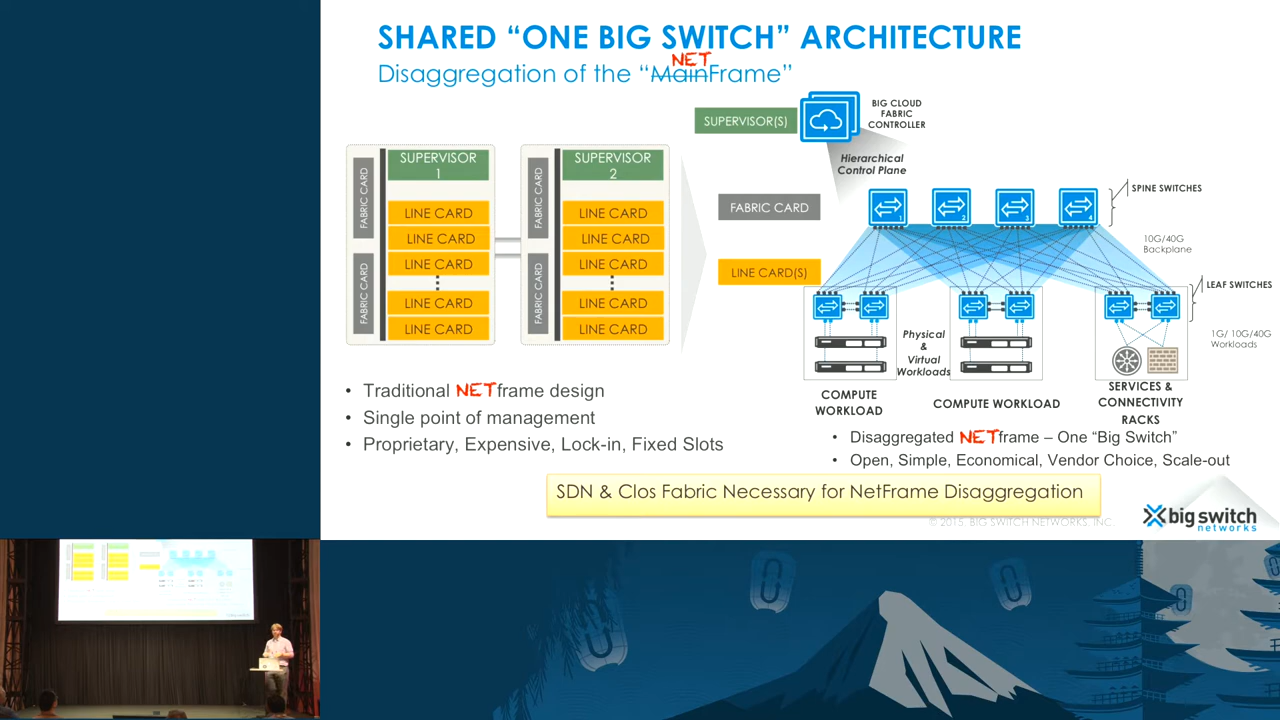 SHARED “ONE BIG SWITCH” ARCHITECTURE
NET
Disaggregation of the “MainFrame”
SUPERVISOR 1
FABRIC CARD
FABRIC CARD
LINE CARD
LINE CARD
LINE CARD
LINE CARD
LINE CARD
SUPERVISOR 2
FABRIC CARD
FABRIC CARD
LINE CARD
LINE CARD
LINE CARD
LINE CARD
LINE CARD
SUPERVISOR(S)
BIG CLOUD
FABRIC
CONTROLLER
Hierarchical
Control Plane
FABRIC CARD
1
2
3
4
SPINE SWITCHES
10G/40G
Backplane
LINE CARD(S)
LEAF SWITCHES
1G/ 10G/40G
Workloads
Physical
&
Virtual
Workloads
COMPUTE
WORKLOAD
COMPUTE WORKLOAD
SERVICES &
CONNECTIVITY
RACKS
• Traditional NETframe design
• Single point of management
• Proprietary, Expensive, Lock-in, Fixed Slots
• Disaggregated NETframe – One “Big Switch”
• Open, Simple, Economical, Vendor Choice, Scale-out
SDN & Clos Fabric Necessary for NetFrame Disaggregation
© 2015, BIG SWITCH NETWORKS, INC.
big switch
networks